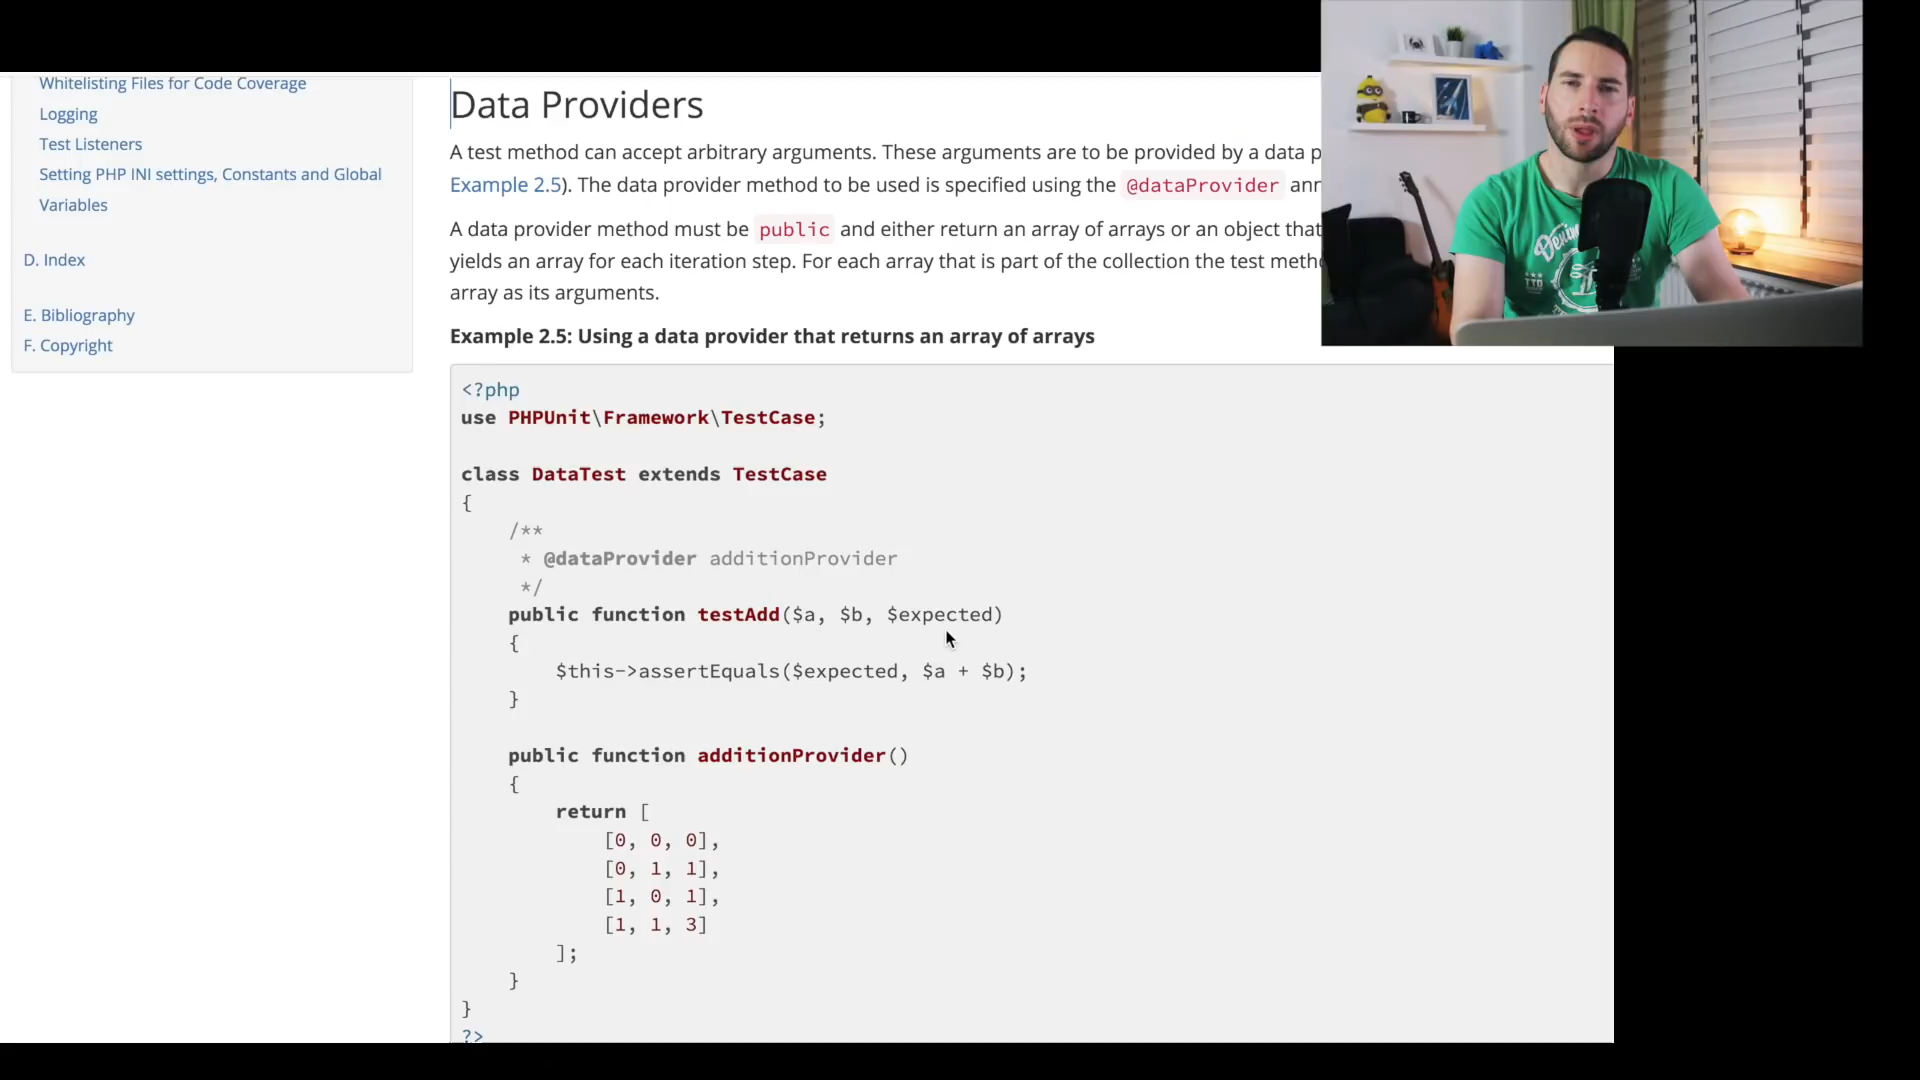 Whitelisting Files for Code Coverage
Logging
Test Listeners
Setting PHP INI settings, Constants and Global
Variables
D. Index
E. Bibliography
F. Copyright
Data Providers
A test method can accept arbitrary arguments. These arguments are to be provided by a data p
Example 2.5). The data provider method to be used is specified using the @dataProvider ann
A data provider method must be public and either return an array of arrays or an object that
yields an array for each iteration step. For each array that is part of the collection the test metho
array as its arguments.
Example 2.5: Using a data provider that returns an array of arrays
<?php
use PHPUnit\Framework\TestCase;
class DataTest extends TestCase
{
/**
* @dataProvider additionProvider
*/
public function testAdd($a, $b, $expected)
{
$this->assertEquals($expected, $a + $b);
}
public function additionProvider()
{
return [
[0, 0, 0],
[0, 1, 1],
[1, 0, 1],
[1, 1, 3]
];
}
}
?>